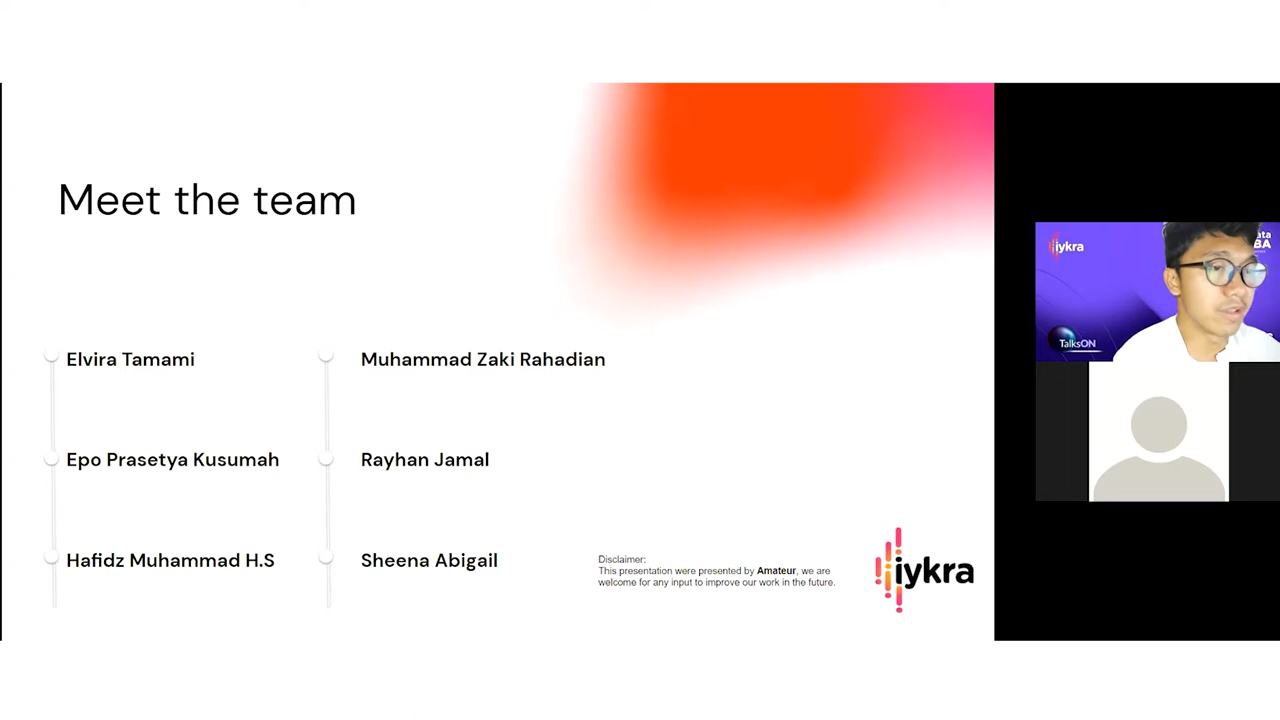 Meet the team
Elvira Tamami
Epo Prasetya Kusumah
Hafidz Muhammad H.S
Muhammad Zaki Rahadian
Rayhan Jamal
Sheena Abigail
Disclaimer:
This presentation were presented by Amateur, we are
welcome for any input to improve our work in the future.
iykra
iykra
TalksON